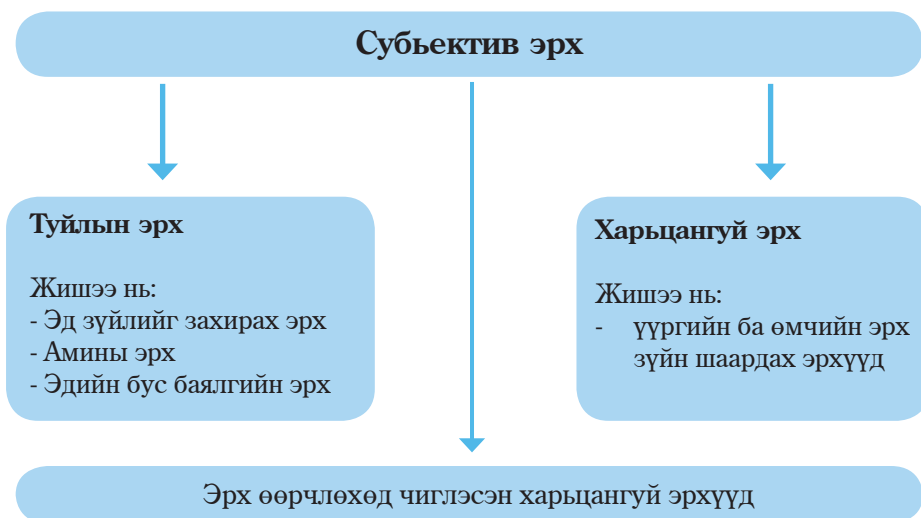 Субьектив эрх
Туйлын эрх
Жишээ нь:
- Эд зүйлийг захирах эрх
- Амины эрх
- Эдийн бус баялгийн эрх
Харьцангуй эрх
Жишээ нь:
- үүргийн ба өмчийн эрх
зүйн шаардах эрхүүд
Эрх өөрчлөхөд чиглэсэн харьцангуй эрхүүд